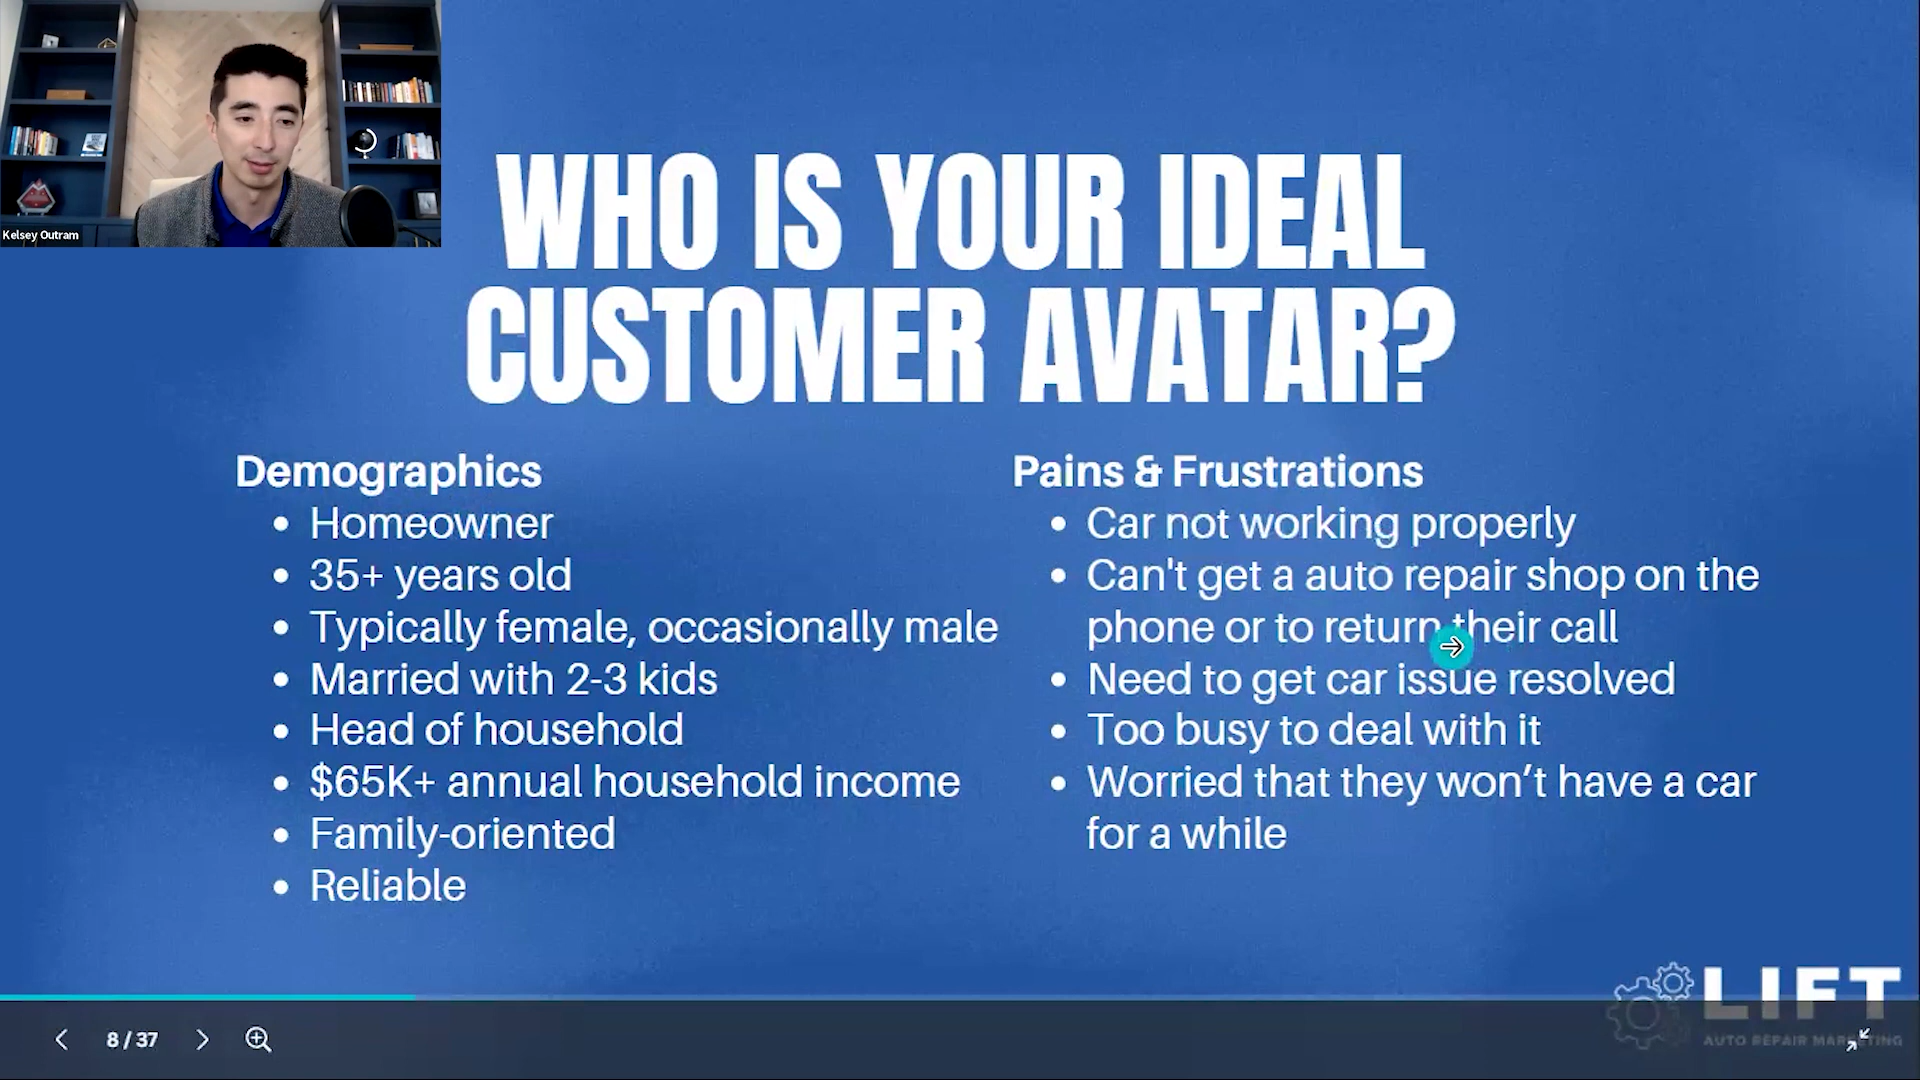 Kelsey Outram
WHO IS YOUR IDEAL
CUSTOMER AVATAR?
Demographics
• Homeowner
• 35+ years old
• Typically female, occasionally male
• Married with 2-3 kids
• Head of household
• $65K+ annual household income
• Family-oriented
• Reliable
Pains & Frustrations
• Car not working properly
• Can't get a auto repair shop on the
phone or to return their call
• Need to get car issue resolved
• Too busy to deal with it
• Worried that they won’t have a car
for a while
LIFT
AUTO REPAIR MARKETING
8 / 37